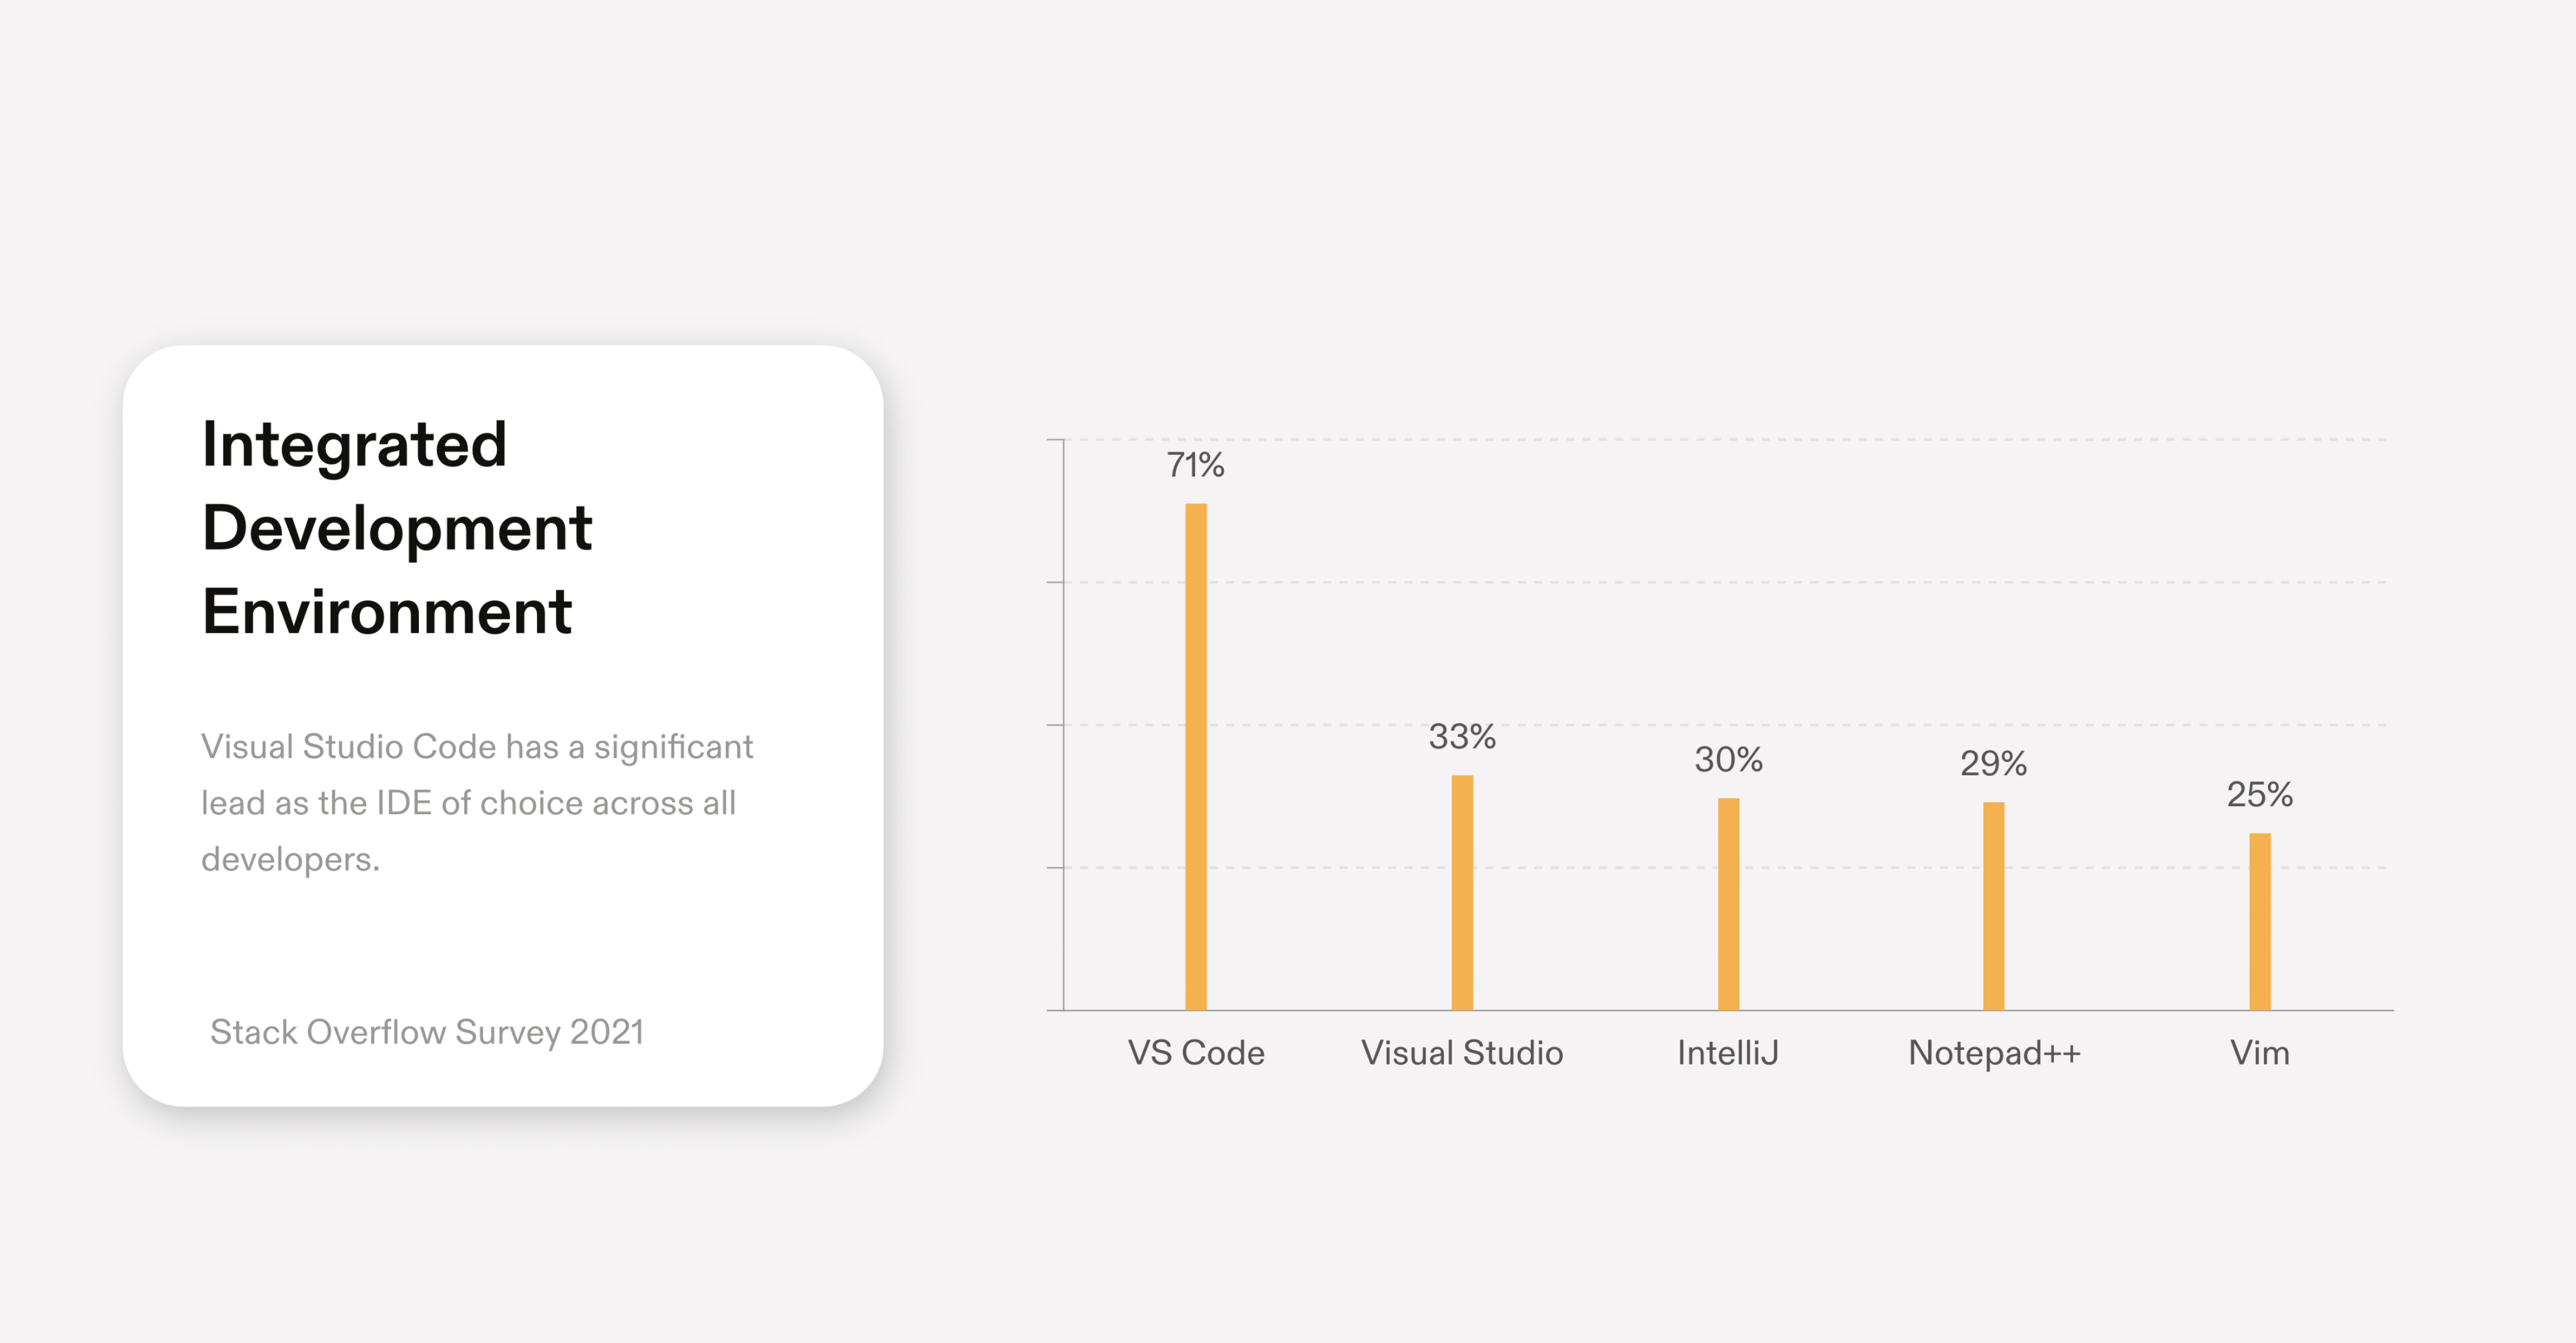 Integrated
Development
Environment
Visual Studio Code has a significant
lead as the IDE of choice across all
developers.
Stack Overflow Survey 2021
71%
33%
30%
29%
25%
VS Code
Visual Studio
IntelliJ
Notepad++
Vim